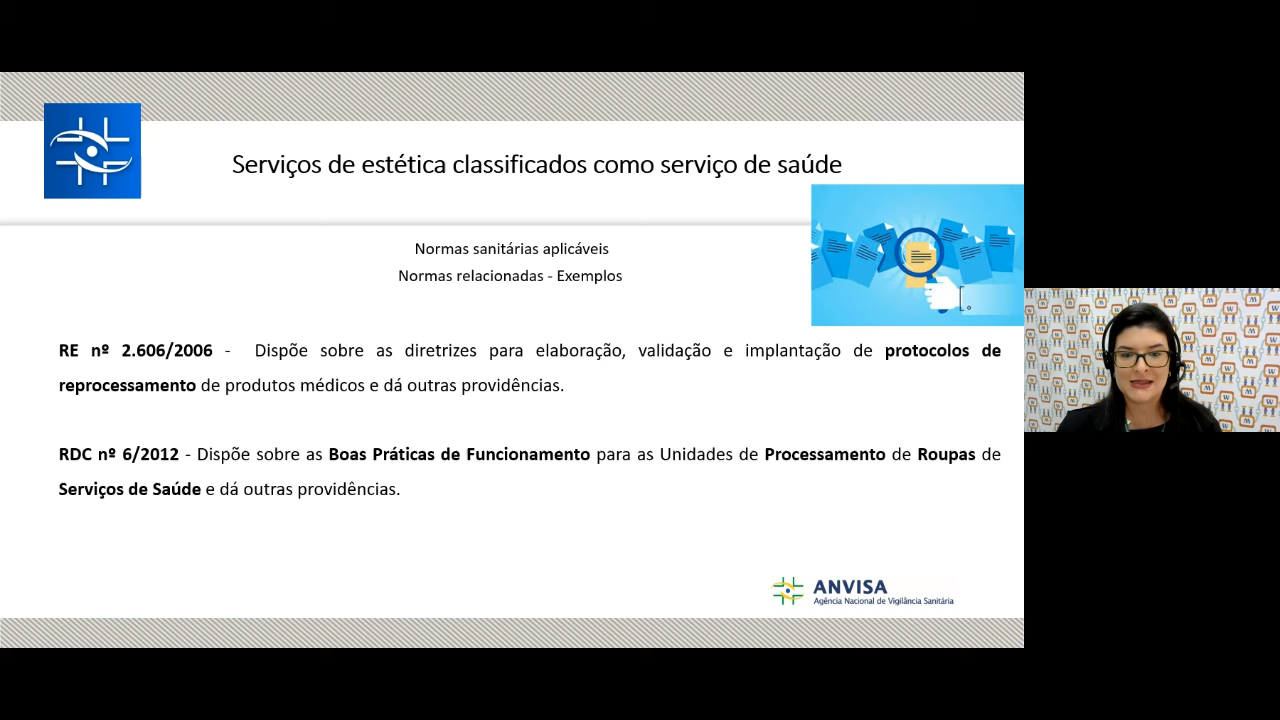 Serviços de estética classificados como serviço de saúde
Normas sanitárias aplicáveis
Normas relacionadas - Exemplos
RE nº 2.606/2006 - Dispõe sobre as diretrizes para elaboração, validação e implantação de protocolos de
reprocessamento de produtos médicos e dá outras providências.
RDC nº 6/2012 - Dispõe sobre as Boas Práticas de Funcionamento para as Unidades de Processamento de Roupas de
Serviços de Saúde e dá outras providências.
ANVISA
Agência Nacional de Vigilância Sanitária